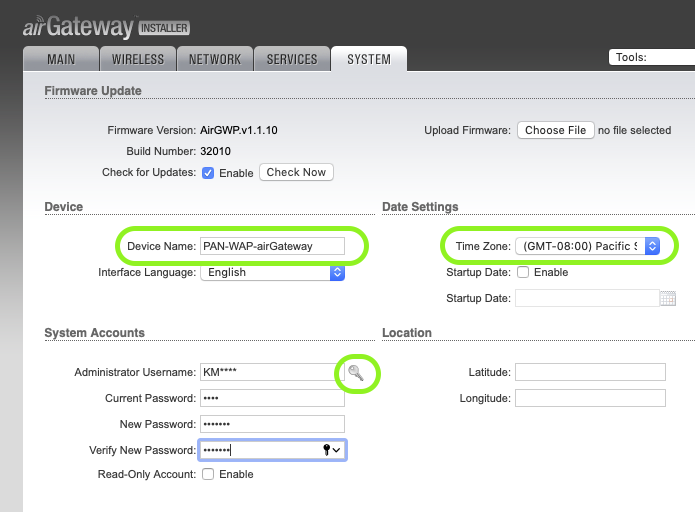 airGateway INSTALLER
MAIN WIRELESS NETWORK SERVICES SYSTEM Tools:
Firmware Update
Firmware Version: AirGWP.v1.1.10 Upload Firmware: Choose File no file selected
Build Number: 32010
Check for Updates: Enable Check Now
Device Date Settings
Device Name: PAN-WAP-airGateway Time Zone: (GMT-08:00) Pacific S
Interface Language: English Startup Date: Enable
Startup Date:
System Accounts Location
Administrator Username: KM**** Latitude:
Current Password: •••• Longitude:
New Password: •••••••
Verify New Password: •••••••
Read-Only Account: Enable